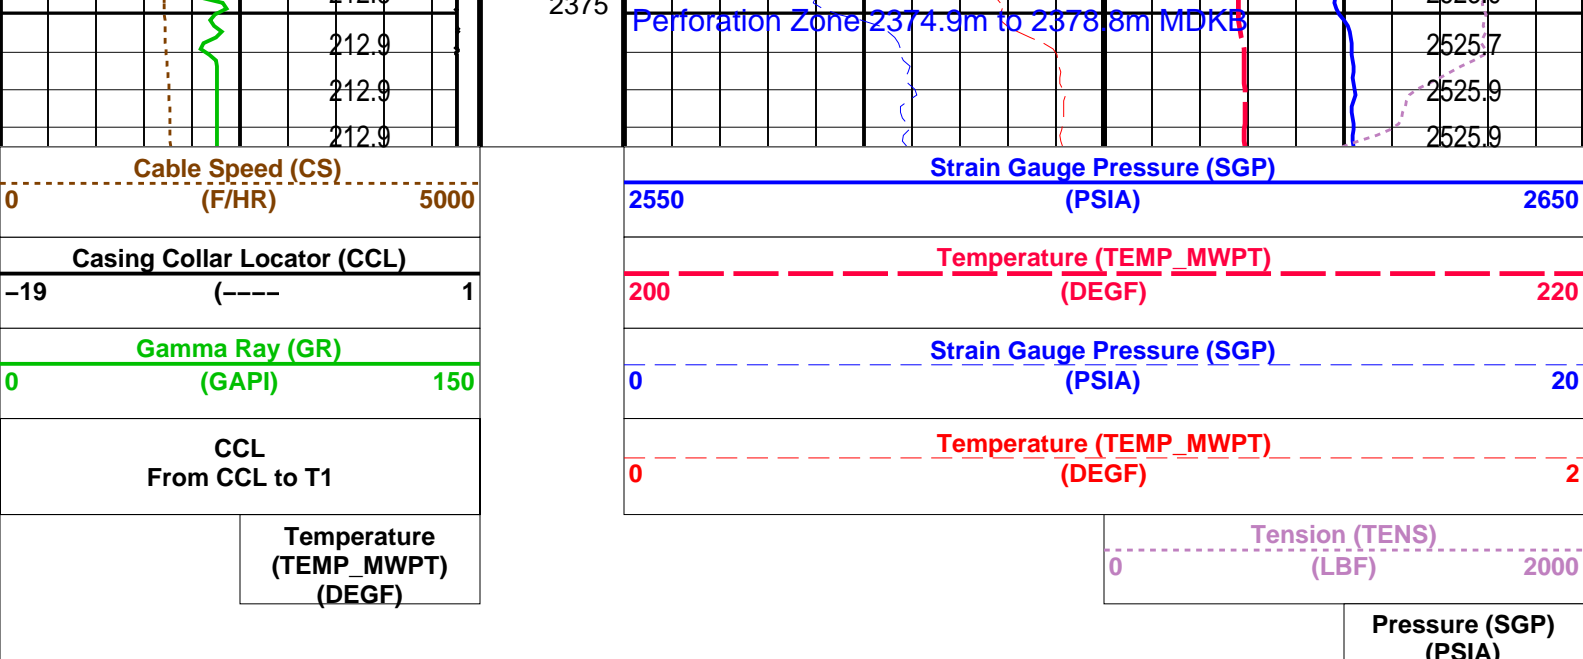 2375
Perforation Zone 2374.9m to 2378.8m MDKB
212.9
2525.7
212.9
2525.9
212.9
2525.9
Cable Speed (CS)
0 (F/HR) 5000
Strain Gauge Pressure (SGP)
2550 (PSIA) 2650
Casing Collar Locator (CCL)
−19 (−−−− 1
Temperature (TEMP_MWPT)
200 (DEGF) 220
Gamma Ray (GR)
0 (GAPI) 150
Strain Gauge Pressure (SGP)
0 (PSIA) 20
CCL
From CCL to T1
Temperature (TEMP_MWPT)
0 (DEGF) 2
Temperature
(TEMP_MWPT)
(DEGF)
Tension (TENS)
0 (LBF) 2000
Pressure (SGP)
(PSIA)